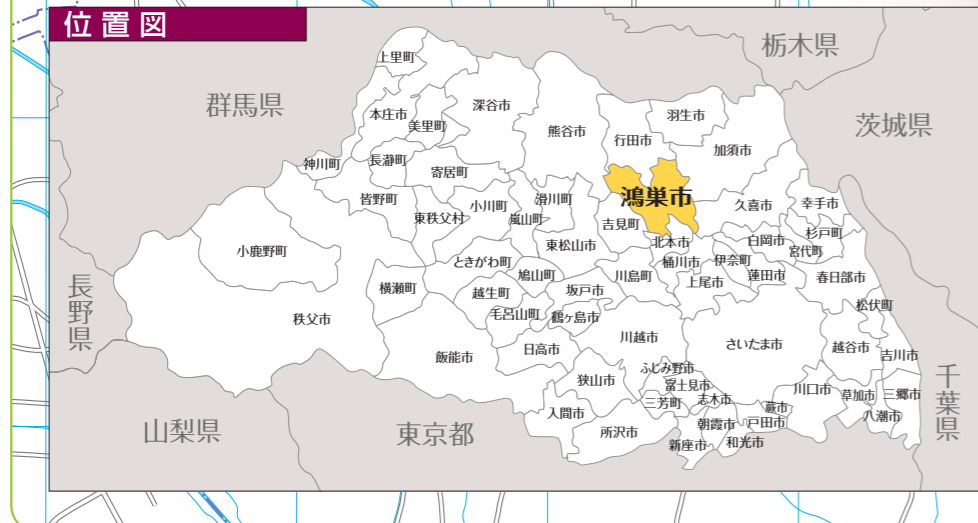 位置図
栃木県
群馬県
茨城県
上里町
深谷市
本庄市
美里町
熊谷市
羽生市
行田市
加須市
神川町
長瀞町
寄居町
皆野町
東秩父村
小川町
嵐山町
滑川町
鴻巣市
吉見町
久喜市
幸手市
小鹿野町
ときがわ町
東松山市
北本市
白岡市
杉戸町
宮代町
長野県
横瀬町
鳩山町
越生町
坂戸市
川島町
桶川市
伊奈町
上尾市
蓮田市
春日部市
秩父市
毛呂山町
鶴ヶ島市
松伏町
飯能市
日高市
川越市
さいたま市
越谷市
吉川市
狭山市
ふじみ野市
富士見市
三芳町
志木市
川口市
草加市
三郷市
千葉県
入間市
所沢市
朝霞市
蕨市
戸田市
八潮市
新座市
和光市
山梨県
東京都